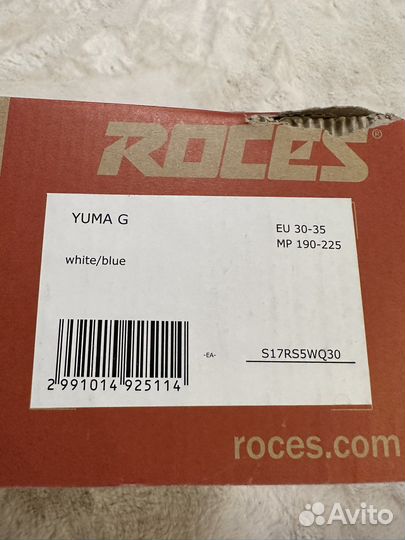 ROCES®
YUMA G
EU 30-35
MP 190-225
white/blue
-EA-
S17RS5WQ30
2 991014 925114
roces.com
Avito